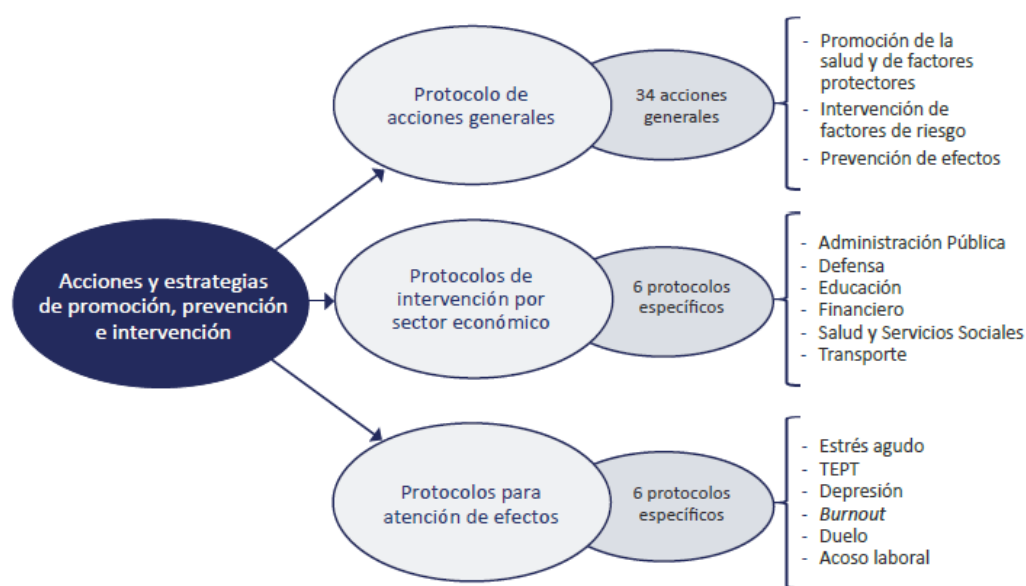 Protocolo de
acciones generales
34 acciones
generales
- Promoción de la
salud y de factores
protectores
- Intervención de
factores de riesgo
- Prevención de efectos
Acciones y estrategias
de promoción, prevención
e intervención
Protocolos de
intervención por
sector económico
6 protocolos
específicos
- Administración Pública
- Defensa
- Educación
- Financiero
- Salud y Servicios Sociales
- Transporte
Protocolos para
atención de efectos
6 protocolos
específicos
- Estrés agudo
- TEPT
- Depresión
- Burnout
- Duelo
- Acoso laboral